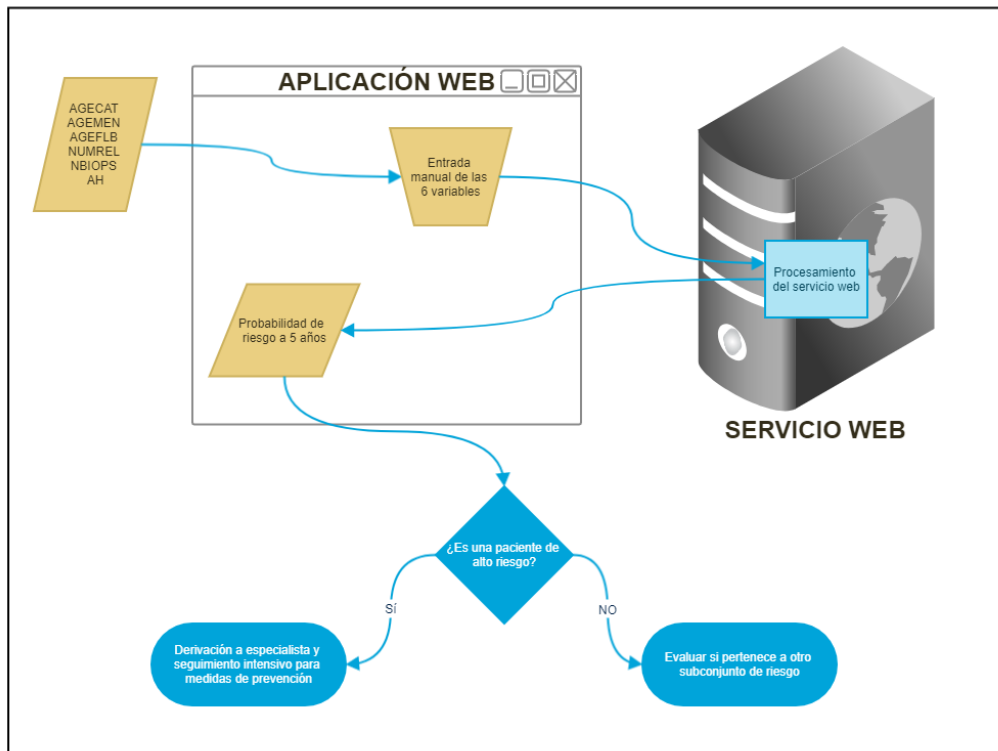 APLICACIÓN WEB
AGECAT
AGEMEN
AGEFLB
NUMREL
NBIOPS
AH
Entrada
manual de las
6 variables
Procesamiento
del servicio web
Probabilidad de
riesgo a 5 años
SERVICIO WEB
¿Es una paciente de
alto riesgo?
Sí
NO
Derivación a especialista y
seguimiento intensivo para
medidas de prevención
Evaluar si pertenece a otro
subconjunto de riesgo